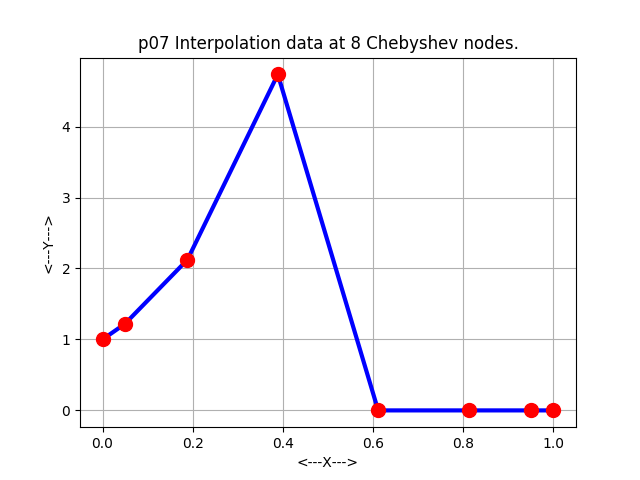 p07 Interpolation data at 8 Chebyshev nodes.
4
3
2
1
0
<---Y--->
0.0 0.2 0.4 0.6 0.8 1.0
<---X--->